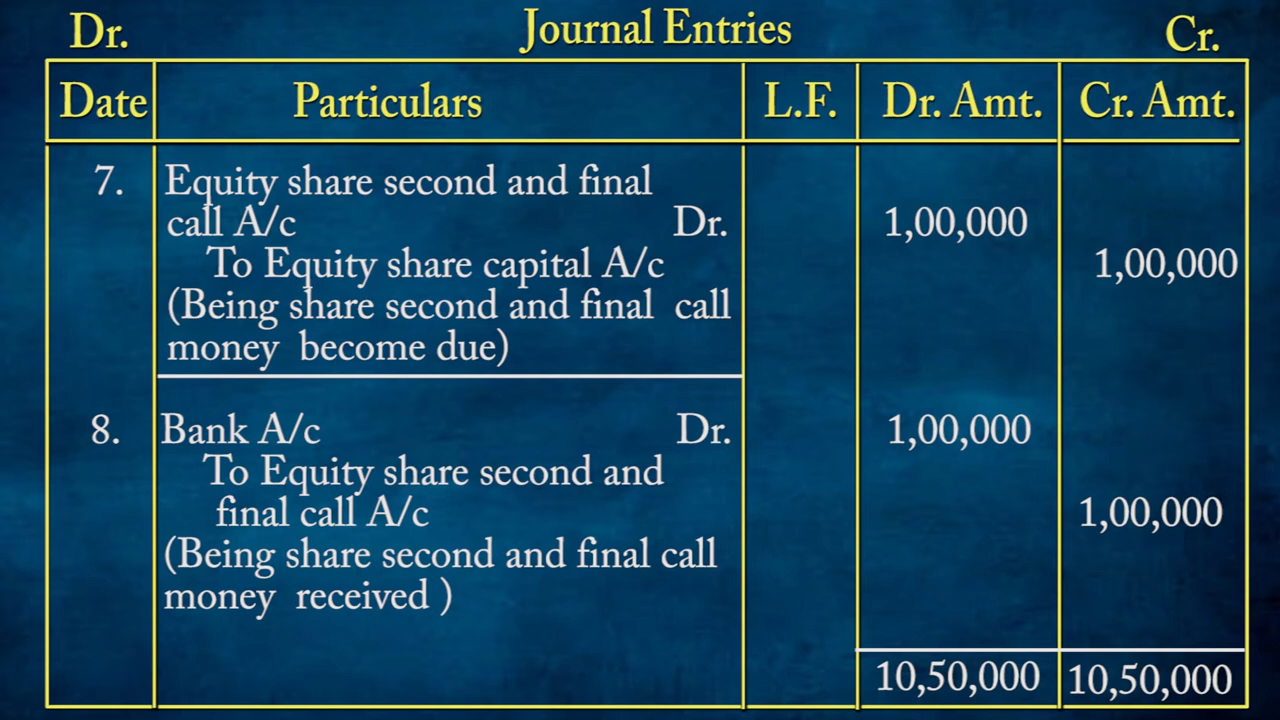 Dr. Journal Entries Cr.
Date Particulars L.F. Dr. Amt. Cr. Amt.
7. Equity share second and final
call A/c Dr. 1,00,000
To Equity share capital A/c 1,00,000
(Being share second and final call
money become due)
8. Bank A/c Dr. 1,00,000
To Equity share second and
final call A/c 1,00,000
(Being share second and final call
money received )
10,50,000 10,50,000